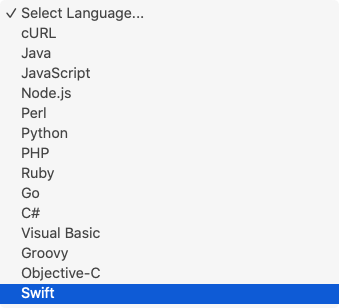 ✓ Select Language...
cURL
Java
JavaScript
Node.js
Perl
Python
PHP
Ruby
Go
C#
Visual Basic
Groovy
Objective-C
Swift